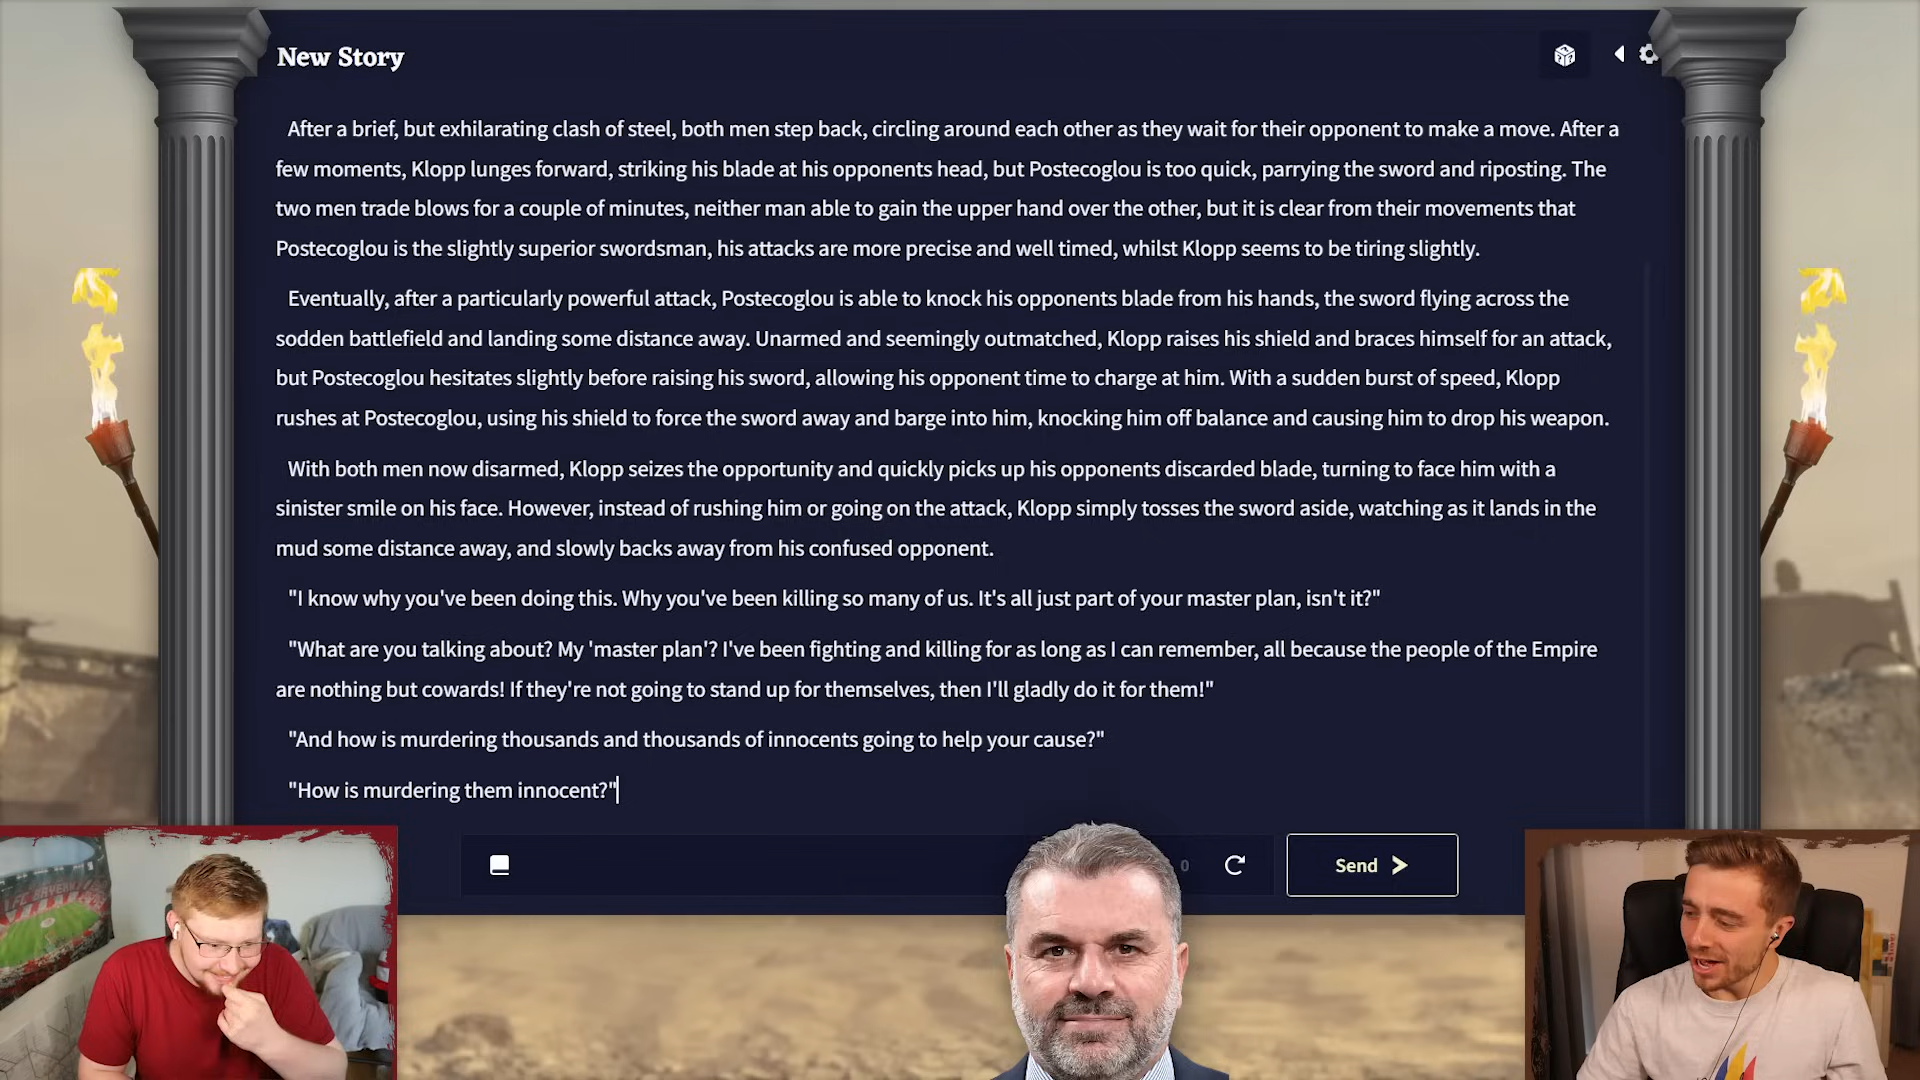 New Story
After a brief, but exhilarating clash of steel, both men step back, circling around each other as they wait for their opponent to make a move. After a
few moments, Klopp lunges forward, striking his blade at his opponents head, but Postecoglou is too quick, parrying the sword and riposting. The
two men trade blows for a couple of minutes, neither man able to gain the upper hand over the other, but it is clear from their movements that
Postecoglou is the slightly superior swordsman, his attacks are more precise and well timed, whilst Klopp seems to be tiring slightly.
Eventually, after a particularly powerful attack, Postecoglou is able to knock his opponents blade from his hands, the sword flying across the
sodden battlefield and landing some distance away. Unarmed and seemingly outmatched, Klopp raises his shield and braces himself for an attack,
but Postecoglou hesitates slightly before raising his sword, allowing his opponent time to charge at him. With a sudden burst of speed, Klopp
rushes at Postecoglou, using his shield to force the sword away and barge into him, knocking him off balance and causing him to drop his weapon.
With both men now disarmed, Klopp seizes the opportunity and quickly picks up his opponents discarded blade, turning to face him with a
sinister smile on his face. However, instead of rushing him or going on the attack, Klopp simply tosses the sword aside, watching as it lands in the
mud some distance away, and slowly backs away from his confused opponent.
"I know why you've been doing this. Why you've been killing so many of us. It's all just part of your master plan, isn't it?"
"What are you talking about? My 'master plan'? I've been fighting and killing for as long as I can remember, all because the people of the Empire
are nothing but cowards! If they're not going to stand up for themselves, then I'll gladly do it for them!"
"And how is murdering thousands and thousands of innocents going to help your cause?"
"How is murdering them innocent?"
0
Send